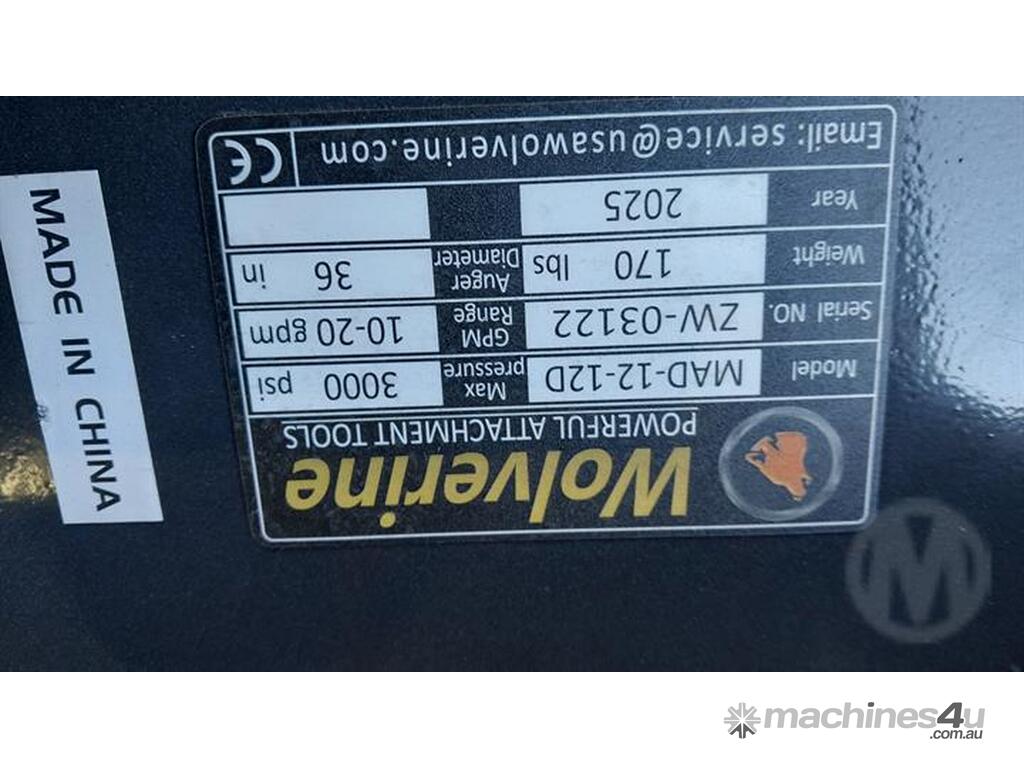 Wolverine
POWERFUL ATTACHMENT TOOLS
Model MAD-12-12D Max pressure 3000 psi
Serial NO. ZW-03122 GPM Range 10-20 gpm
Weight 170 lbs Auger Diameter 36 in
Year 2025
Email: service@usawolverine.com CE
MADE IN CHINA
M
machines4u
.com.au